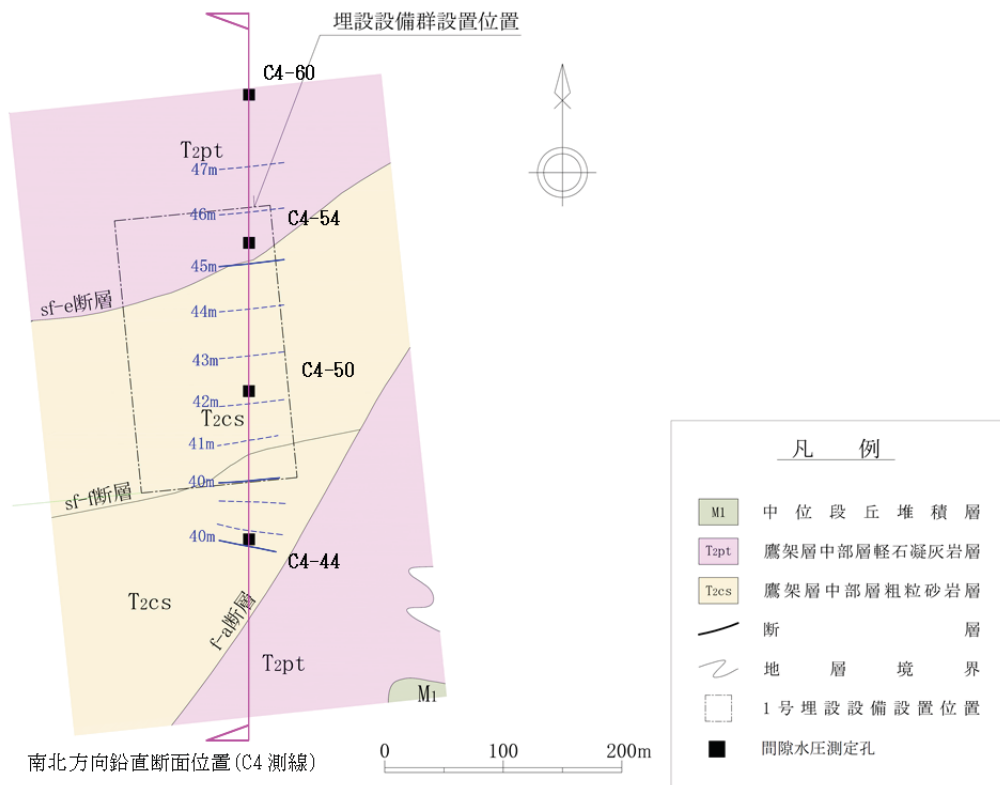 埋設設備群設置位置
C4-60
T2pt
47m
46m
C4-54
45m
sf-e断層
44m
43m
C4-50
42m
T2cs
41m
40m
sf-f断層
40m
C4-44
T2cs
f-a断層
T2pt
M1
南北方向鉛直断面位置(C4測線)
0 100 200m
凡 例
M1 中位段丘堆積層
T2pt 鷹架層中部層軽石凝灰岩層
T2cs 鷹架層中部層粗粒砂岩層
断層
地層境界
1号埋設設備設置位置
間隙水圧測定孔